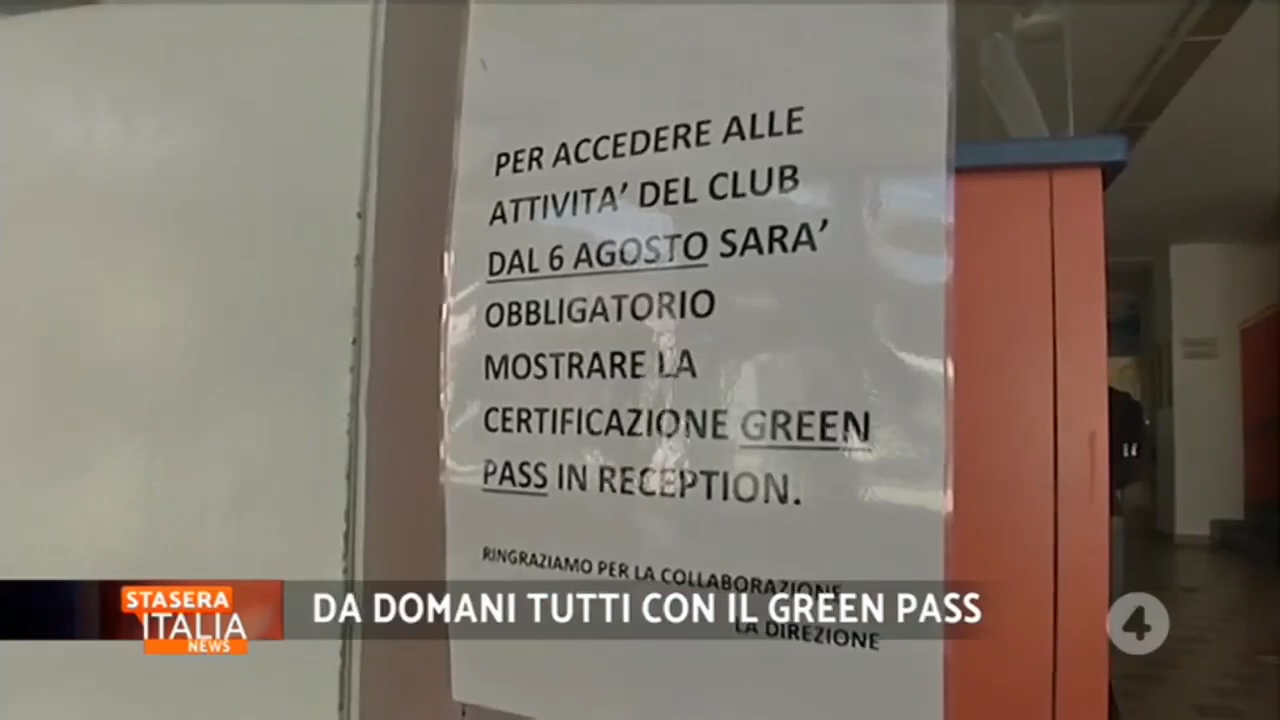 PER ACCEDERE ALLE
ATTIVITA' DEL CLUB
DAL 6 AGOSTO SARA'
OBBLIGATORIO
MOSTRARE LA
CERTIFICAZIONE GREEN
PASS IN RECEPTION.
RINGRAZIAMO PER LA COLLABORAZIONE
LA DIREZIONE
STASERA
ITALIA
NEWS
DA DOMANI TUTTI CON IL GREEN PASS
4